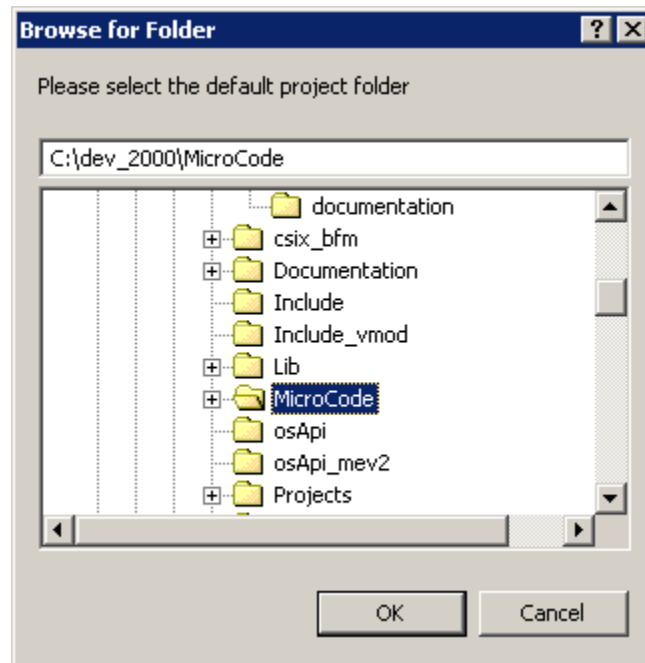 Browse for Folder
Please select the default project folder
C:\dev_2000\MicroCode
documentation
csix_bfm
Documentation
Include
Include_vmod
Lib
MicroCode
osApi
osApi_mev2
Projects
OK Cancel